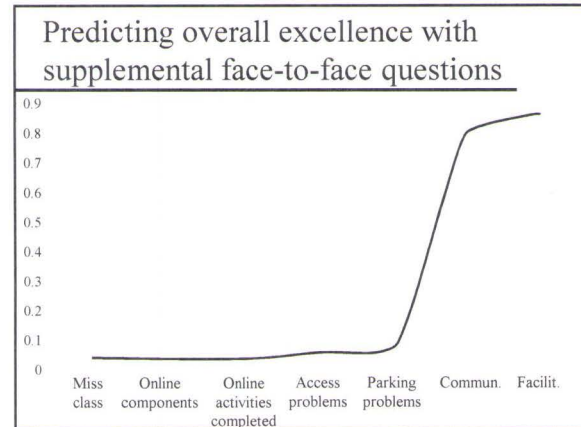 Predicting overall excellence with
supplemental face-to-face questions
0.9
0.8
0.7
0.6
0.5
0.4
0.3
0.2
0.1
0
Miss class
Online components
Online activities completed
Access problems
Parking problems
Commun.
Facilit.